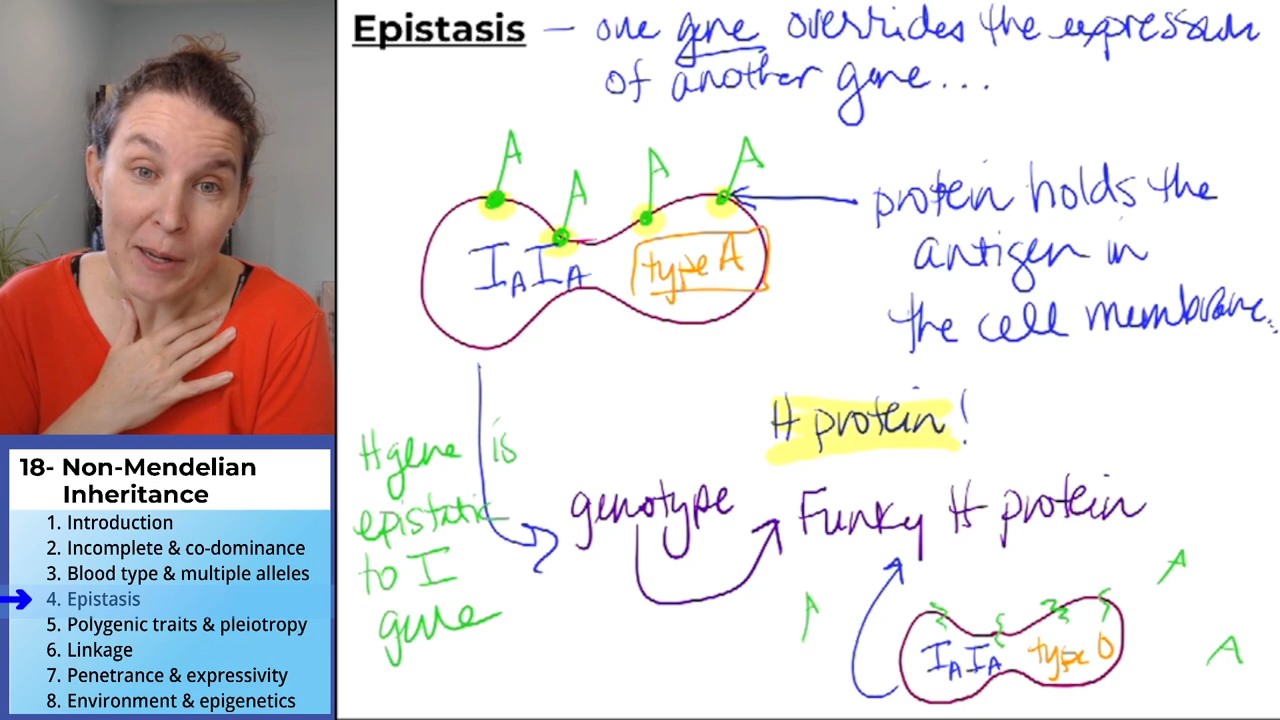 Epistasis – one gene overrides the expression
of another gene...
A
A
A
A
IAIA
type A
protein holds the
antigen in
the cell membrane..
H protein!
H gene is
epistatic
to I
gene
genotype
Funky H protein
A
A
A
IAIA
type O
18- Non-Mendelian
Inheritance
1. Introduction
2. Incomplete & co-dominance
3. Blood type & multiple alleles
4. Epistasis
5. Polygenic traits & pleiotropy
6. Linkage
7. Penetrance & expressivity
8. Environment & epigenetics